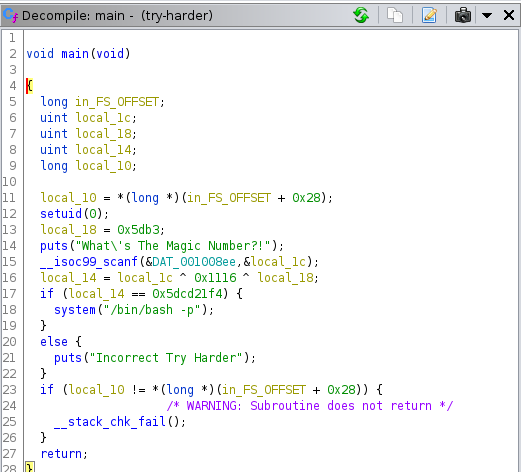 Decompile: main - (try-harder)
1
2 void main(void)
3
4 {
5 long in_FS_OFFSET;
6 uint local_1c;
7 uint local_18;
8 uint local_14;
9 long local_10;
10
11 local_10 = *(long *)(in_FS_OFFSET + 0x28);
12 setuid(0);
13 local_18 = 0x5db3;
14 puts("What\'s The Magic Number?!");
15 __isoc99_scanf(&DAT_001008ee,&local_1c);
16 local_14 = local_1c ^ 0x1116 ^ local_18;
17 if (local_14 == 0x5dcd21f4) {
18 system("/bin/bash -p");
19 }
20 else {
21 puts("Incorrect Try Harder");
22 }
23 if (local_10 != *(long *)(in_FS_OFFSET + 0x28)) {
24 /* WARNING: Subroutine does not return */
25 __stack_chk_fail();
26 }
27 return;
28 }